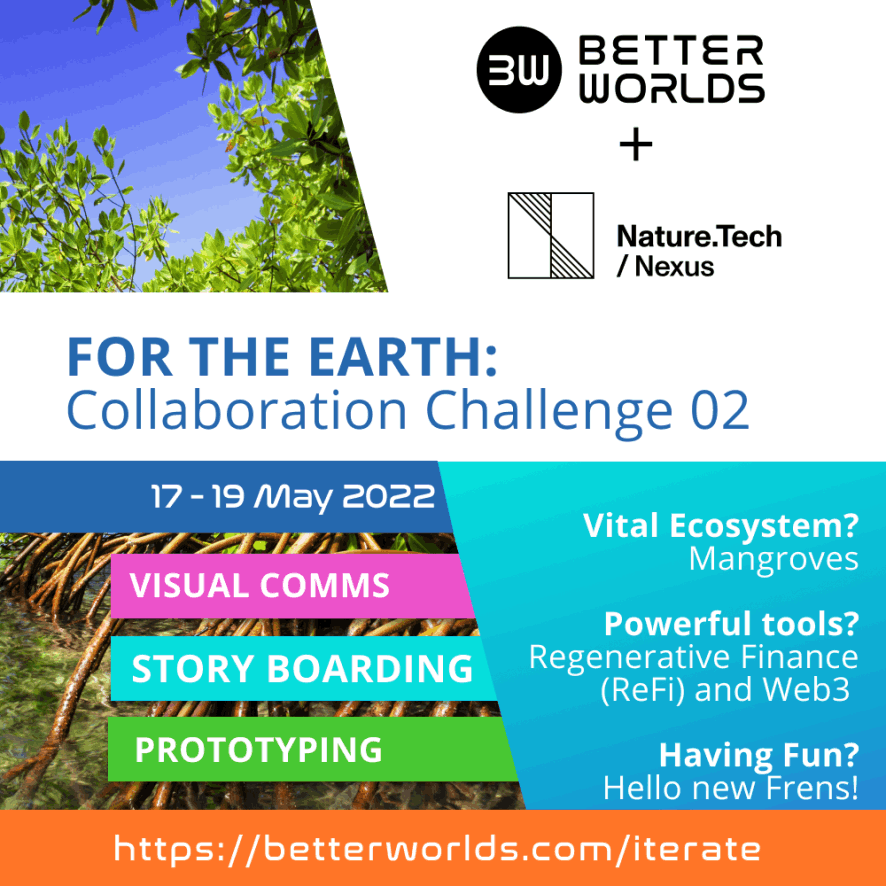 BW
BETTER
WORLDS
+
Nature.Tech
/ Nexus
FOR THE EARTH:
Collaboration Challenge 02
17 - 19 May 2022
VISUAL COMMS
STORY BOARDING
PROTOTYPING
Vital Ecosystem?
Mangroves
Powerful tools?
Regenerative Finance
(ReFi) and Web3
Having Fun?
Hello new Frens!
https://betterworlds.com/iterate